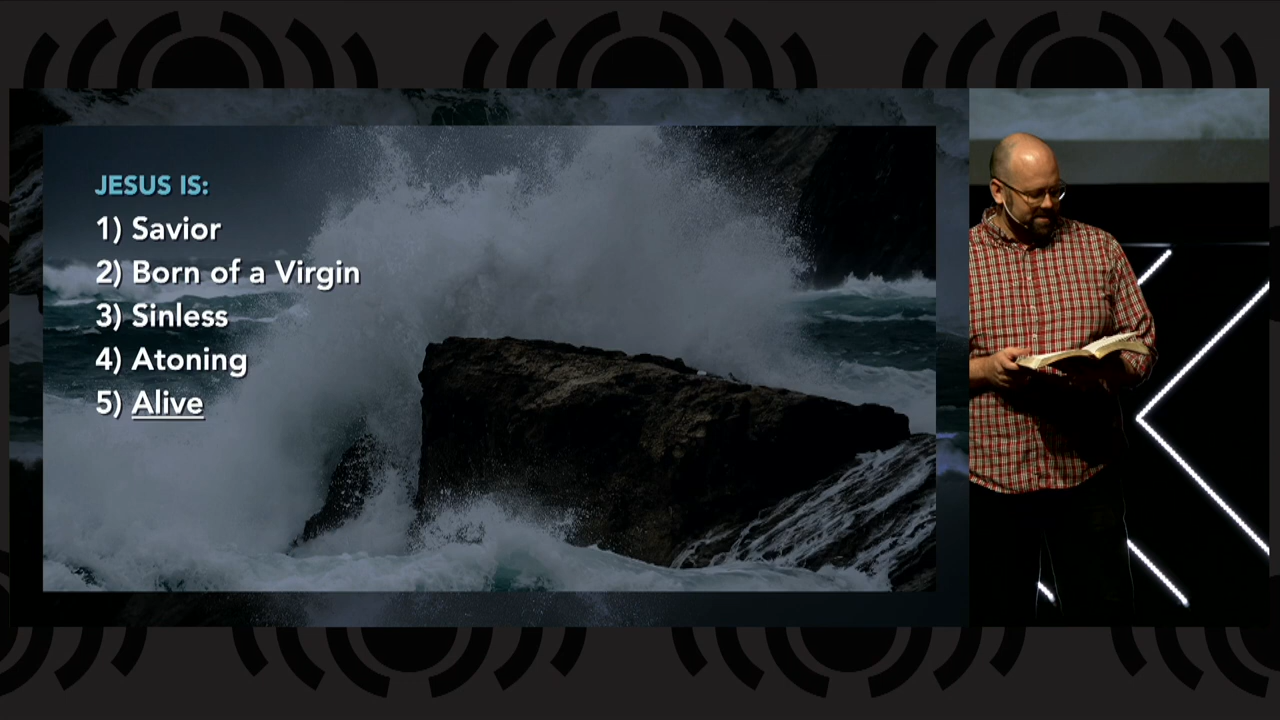 JESUS IS:
1) Savior
2) Born of a Virgin
3) Sinless
4) Atoning
5) Alive